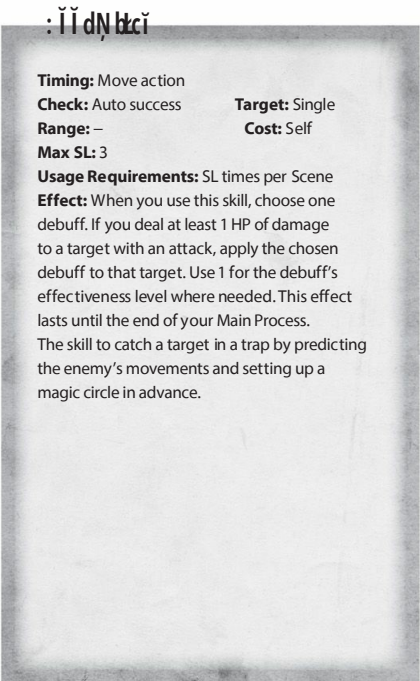 Timing: Move action
Check: Auto success Target: Single
Range: – Cost: Self
Max SL: 3
Usage Requirements: SL times per Scene
Effect: When you use this skill, choose one
debuff. If you deal at least 1 HP of damage
to a target with an attack, apply the chosen
debuff to that target. Use 1 for the debuff’s
effectiveness level where needed. This effect
lasts until the end of your Main Process.
The skill to catch a target in a trap by predicting
the enemy’s movements and setting up a
magic circle in advance.